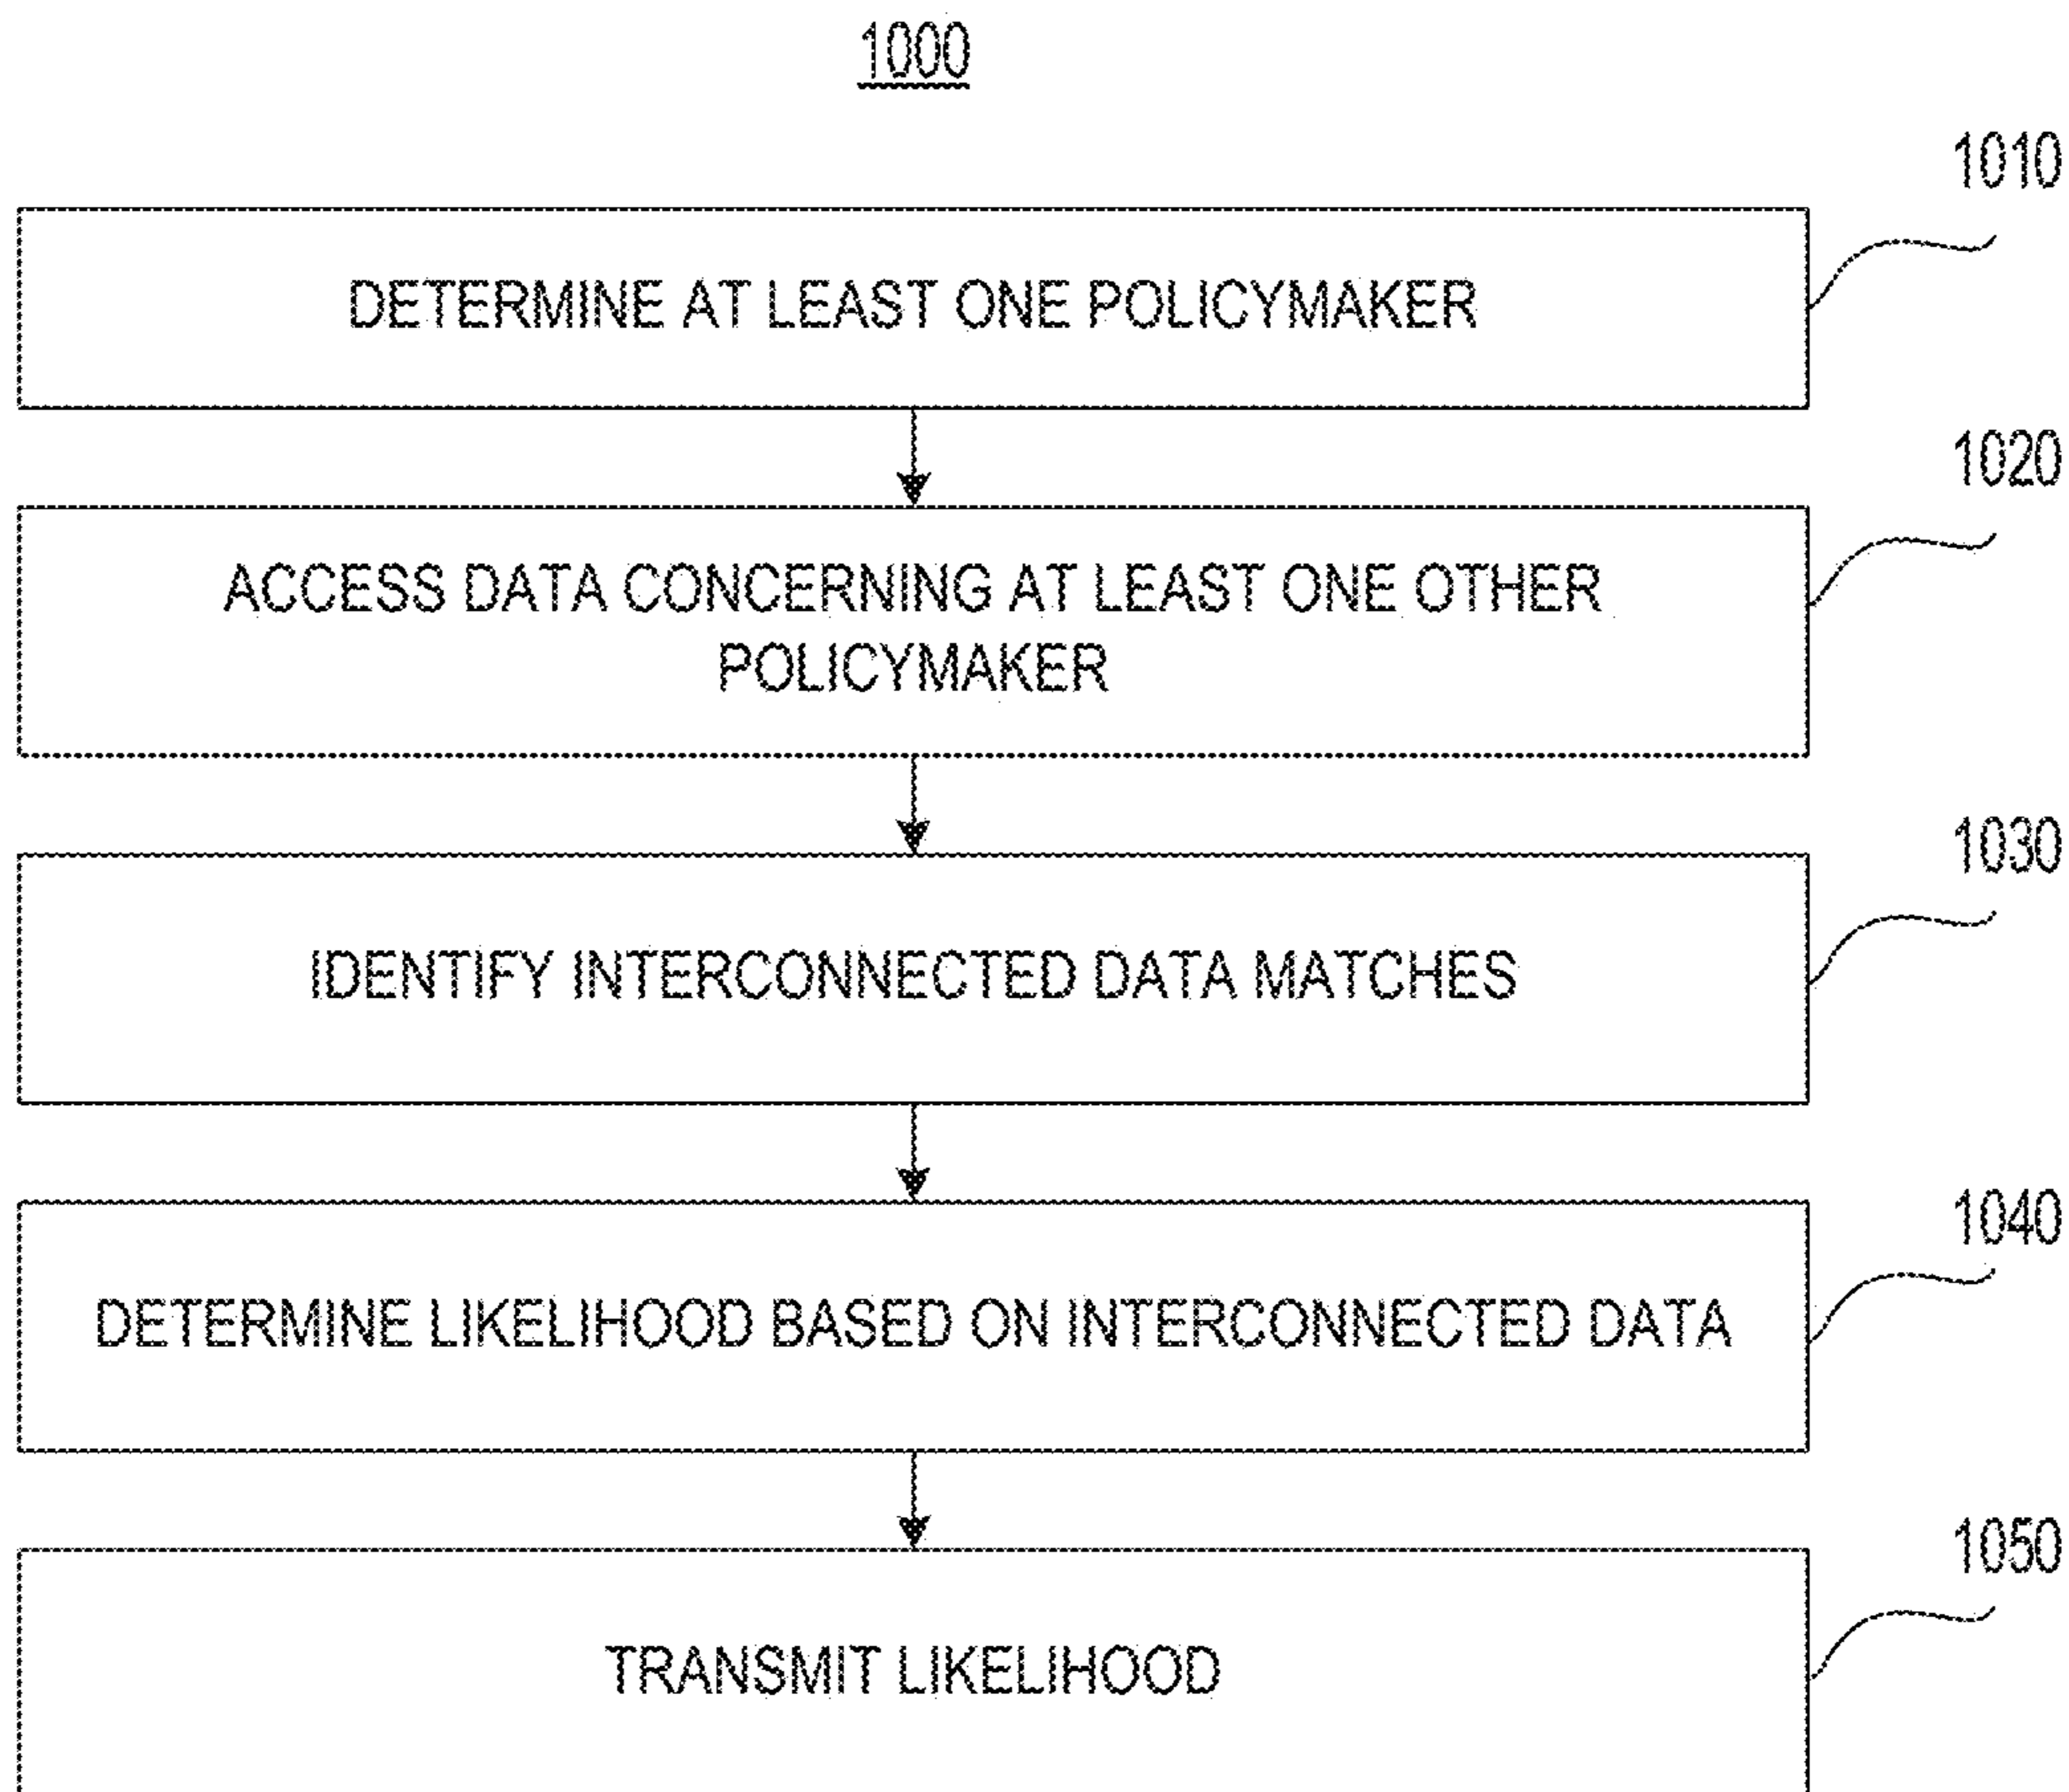 1000
1010
DETERMINE AT LEAST ONE POLICYMAKER
1020
ACCESS DATA CONCERNING AT LEAST ONE OTHER
POLICYMAKER
1030
IDENTIFY INTERCONNECTED DATA MATCHES
1040
DETERMINE LIKELIHOOD BASED ON INTERCONNECTED DATA
1050
TRANSMIT LIKELIHOOD